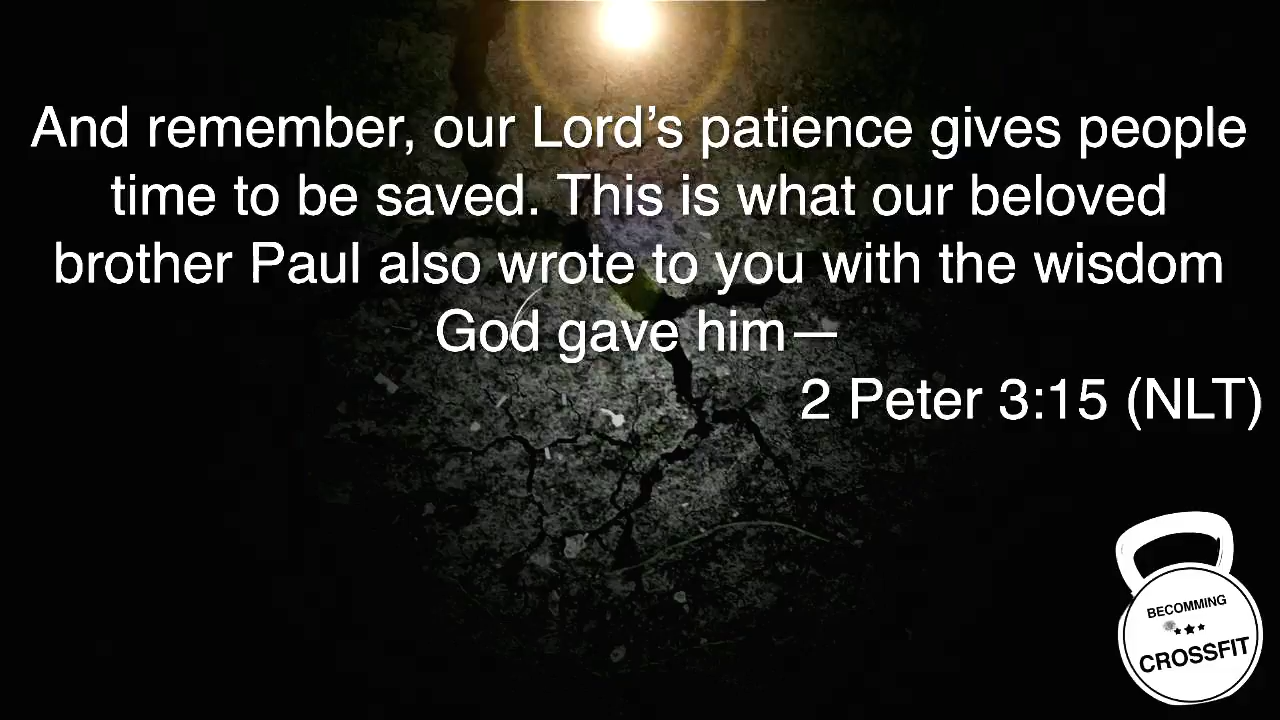 And remember, our Lord’s patience gives people
time to be saved. This is what our beloved
brother Paul also wrote to you with the wisdom
God gave him—
2 Peter 3:15 (NLT)
BECOMMING
CROSSFIT